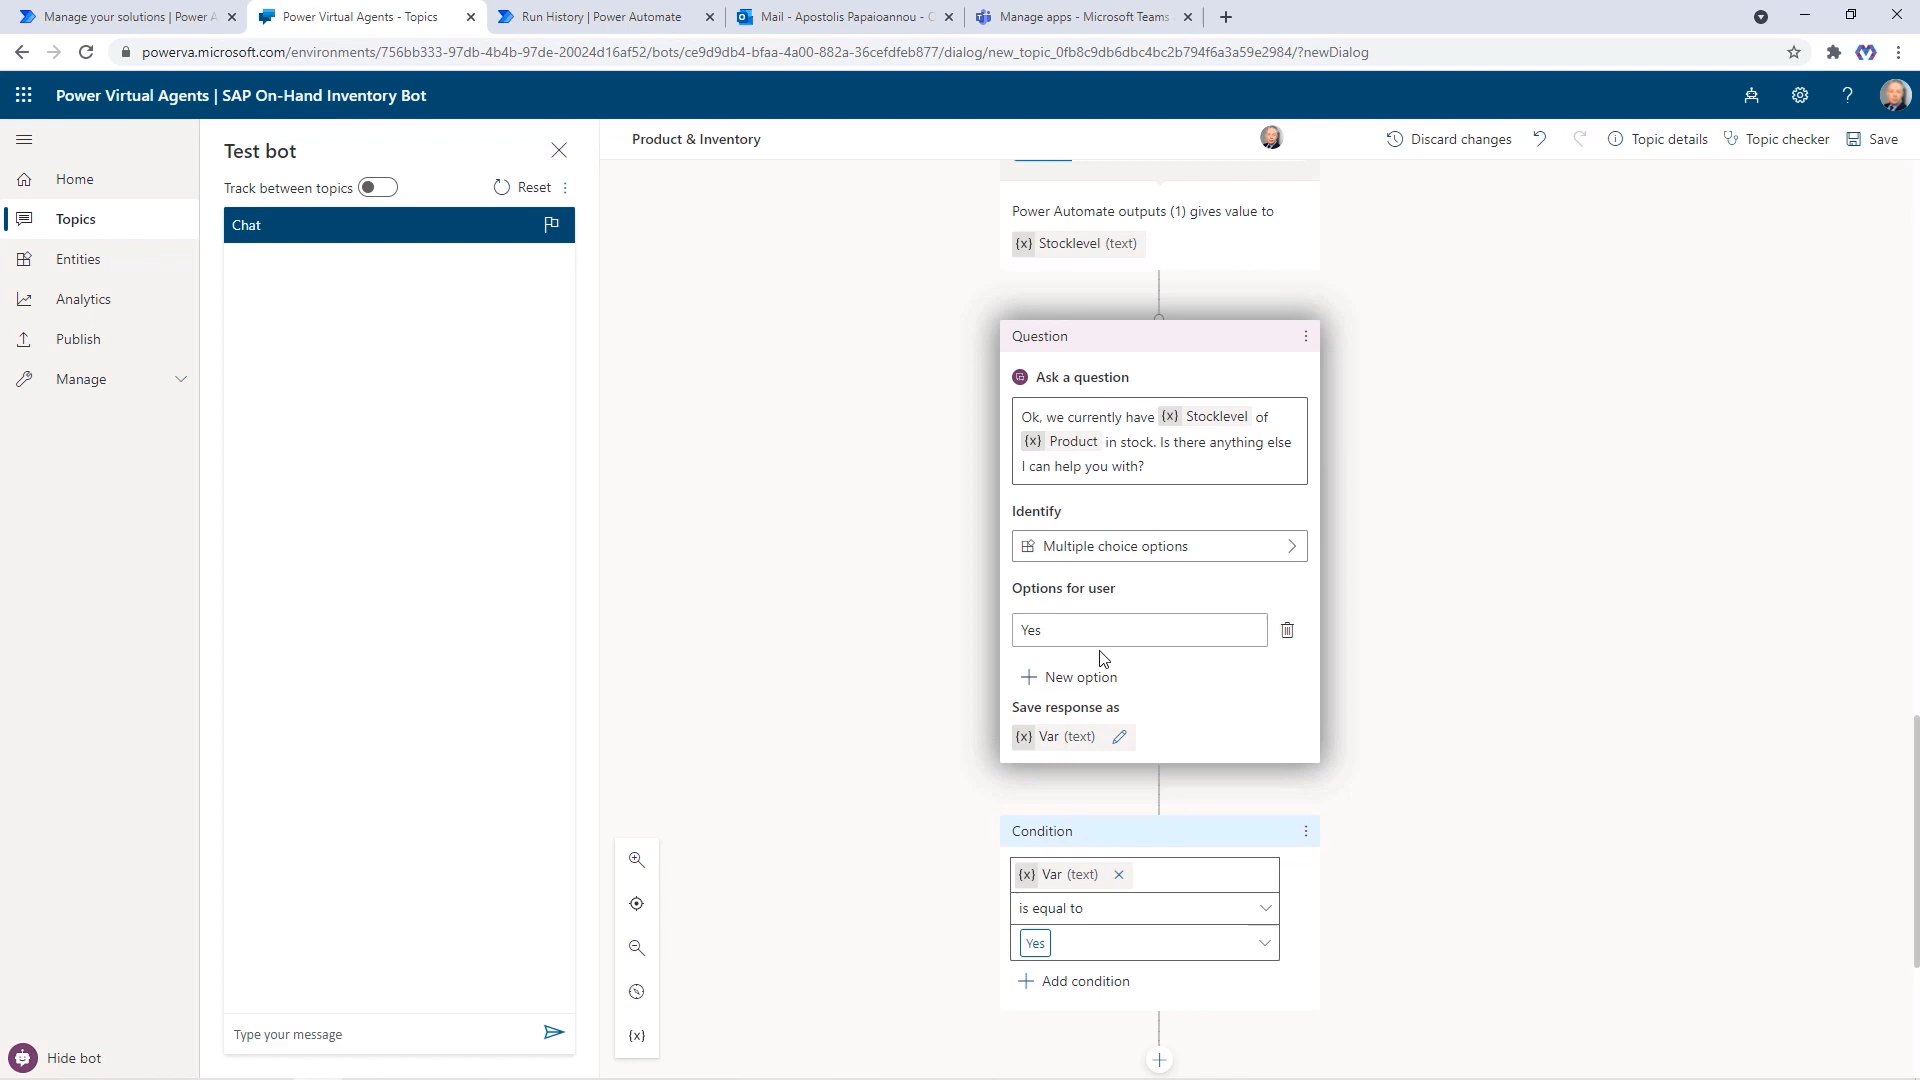 Manage your solutions | Power A
Power Virtual Agents - Topics
Run History | Power Automate
Mail - Apostolis Papaioannou - O
Manage apps - Microsoft Teams
powerva.microsoft.com/environments/756bb333-97db-4b4b-97de-20024d16af52/bots/ce9d9db4-bfaa-4a00-882a-36cefdfeb877/dialog/new_topic_0fb8c9db6dbc4bc2b794f6a3a59e2984/?newDialog
Power Virtual Agents | SAP On-Hand Inventory Bot
Home
Topics
Entities
Analytics
Publish
Manage
Hide bot
Test bot
Track between topics
Reset
Chat
Type your message
Product & Inventory
Discard changes
Topic details
Topic checker
Save
Power Automate outputs (1) gives value to
{x} Stocklevel (text)
Question
Ask a question
Ok, we currently have {x} Stocklevel of
{x} Product in stock. Is there anything else
I can help you with?
Identify
Multiple choice options
Options for user
Yes
New option
Save response as
{x} Var (text)
Condition
{x} Var (text)
is equal to
Yes
Add condition
{x}